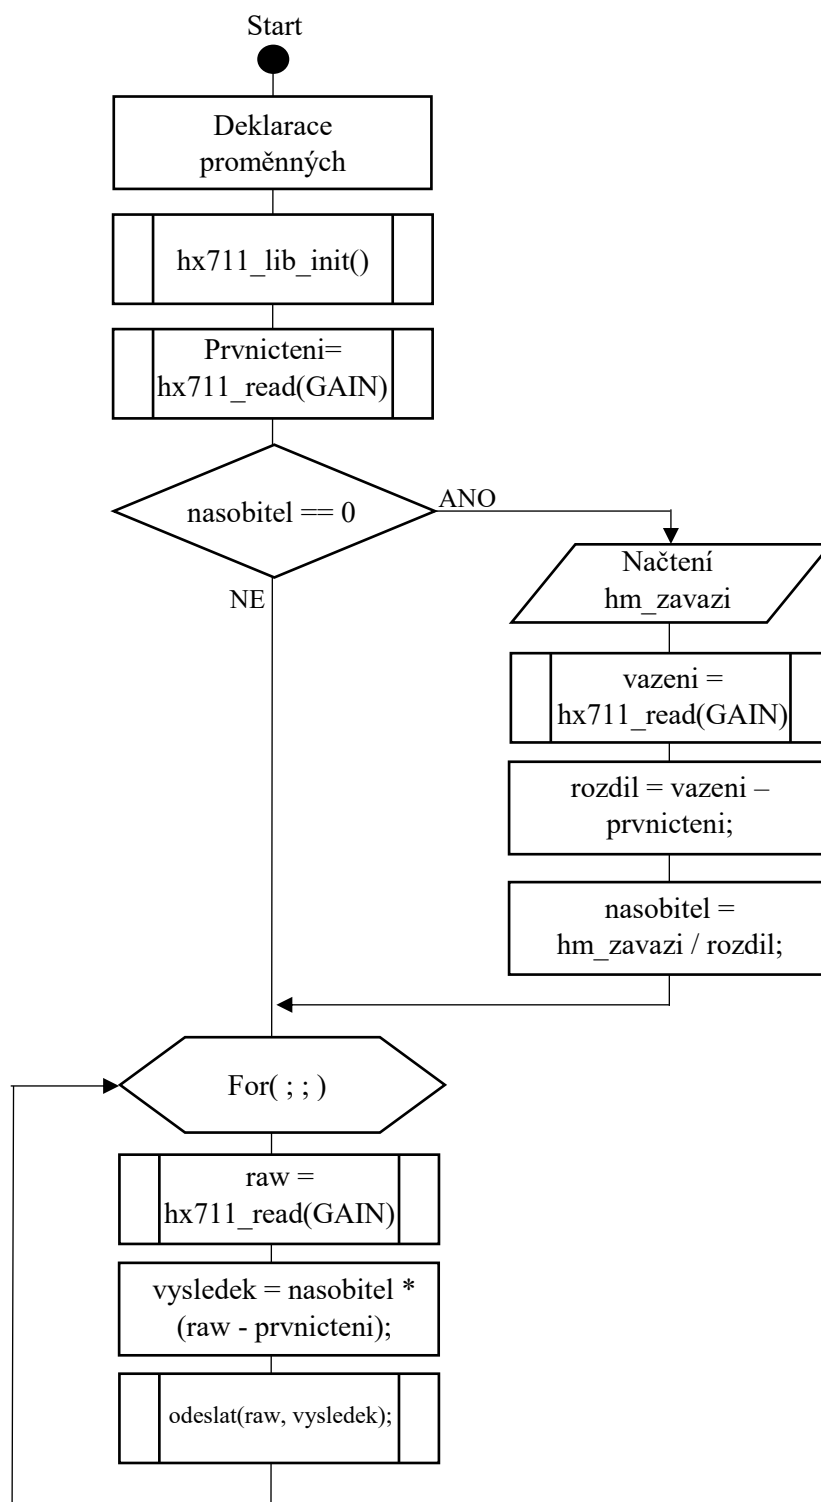 Start
Deklarace
proměnných
hx711_lib_init()
Prvnicteni=
hx711_read(GAIN)
nasobitel == 0
ANO
NE
Načtení
hm_zavazi
vazeni =
hx711_read(GAIN)
rozdil = vazeni –
prvnicteni;
nasobitel =
hm_zavazi / rozdil;
For( ; ; )
raw =
hx711_read(GAIN)
vysledek = nasobitel *
(raw - prvnicteni);
odeslat(raw, vysledek);